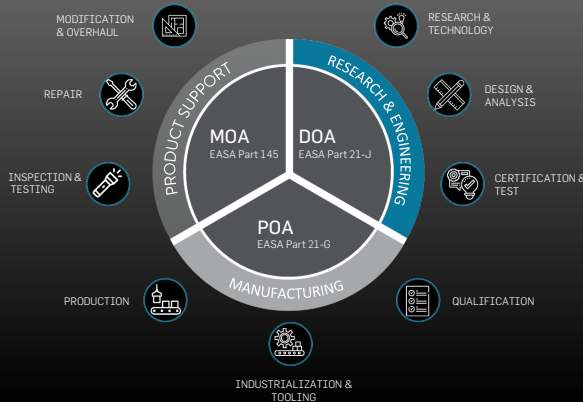 MODIFICATION
& OVERHAUL
RESEARCH &
TECHNOLOGY
REPAIR
DESIGN &
ANALYSIS
PRODUCT SUPPORT
RESEARCH & ENGINEERING
MOA
EASA Part 145
DOA
EASA Part 21-J
INSPECTION &
TESTING
CERTIFICATION &
TEST
POA
EASA Part 21-G
MANUFACTURING
PRODUCTION
QUALIFICATION
INDUSTRIALIZATION &
TOOLING